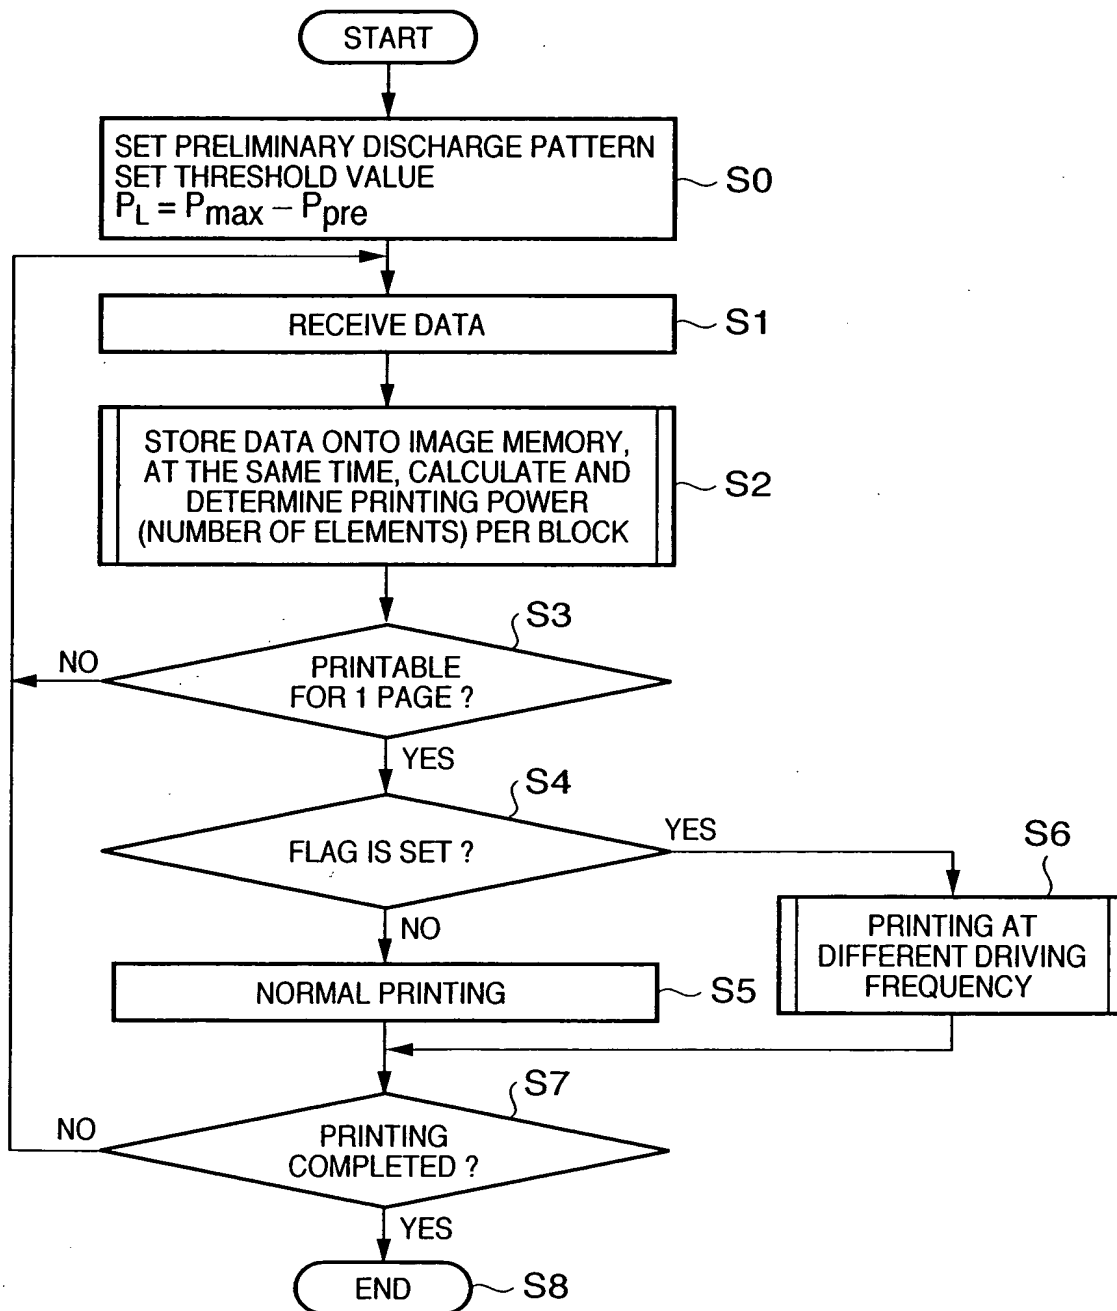 START
SET PRELIMINARY DISCHARGE PATTERN
SET THRESHOLD VALUE
PL = Pmax − Ppre
S0
RECEIVE DATA
S1
STORE DATA ONTO IMAGE MEMORY,
AT THE SAME TIME, CALCULATE AND
DETERMINE PRINTING POWER
(NUMBER OF ELEMENTS) PER BLOCK
S2
S3
NO
PRINTABLE
FOR 1 PAGE ?
YES
S4
FLAG IS SET ?
YES
S6
NO
PRINTING AT
DIFFERENT DRIVING
FREQUENCY
NORMAL PRINTING
S5
S7
NO
PRINTING
COMPLETED ?
YES
END
S8